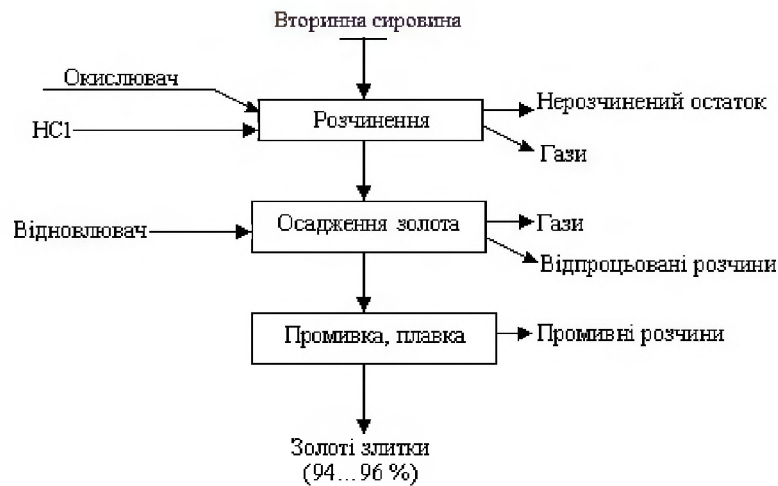 Вторинна сировина
Окислювач
HCl
Розчинення
Нерозчинений остаток
Гази
Відновлювач
Осадження золота
Гази
Відпроцьовані розчини
Промивка, плавка
Промивні розчини
Золоті злитки
(94...96 %)